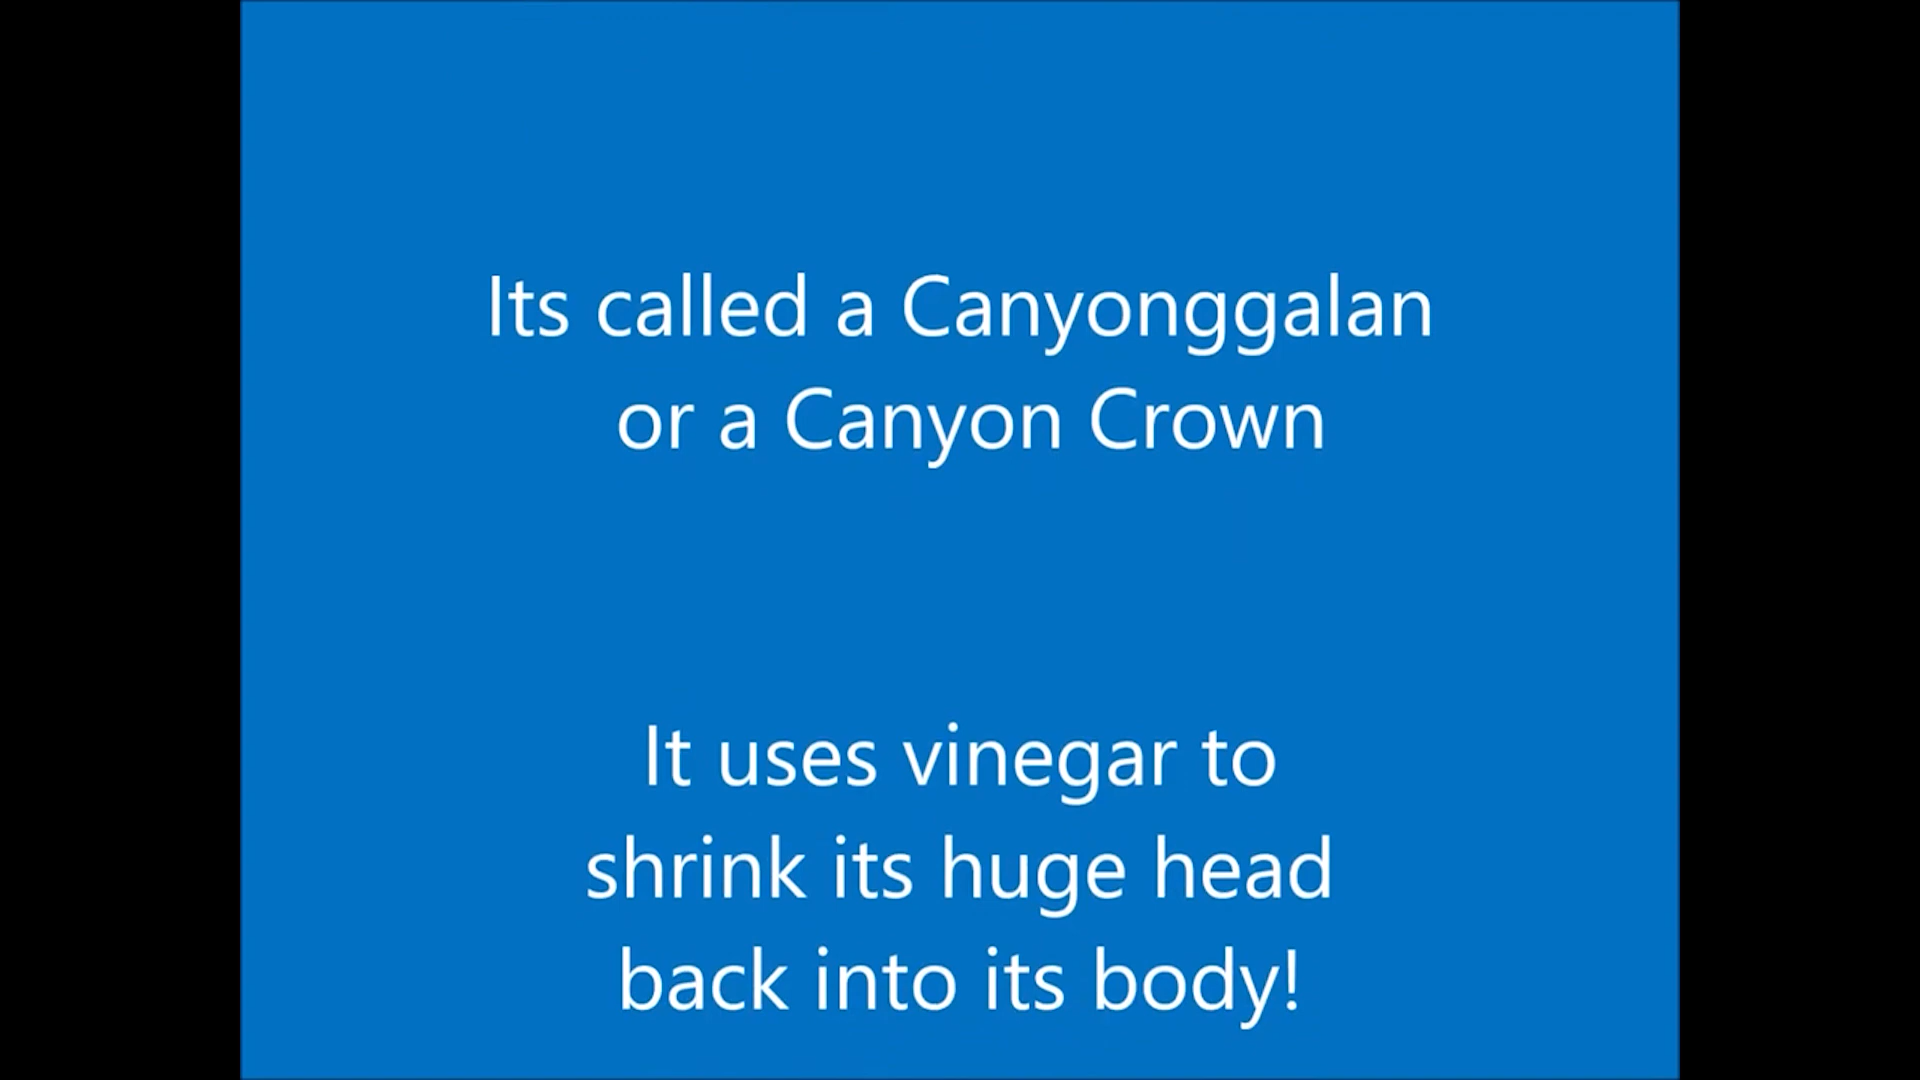 Its called a Canyonggalan
or a Canyon Crown
It uses vinegar to
shrink its huge head
back into its body!